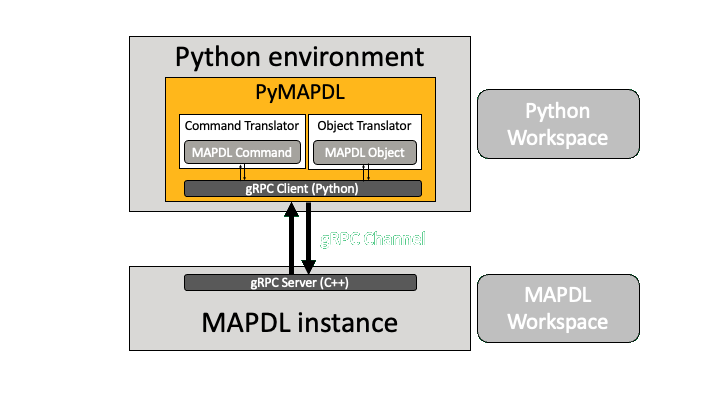 Python environment
PyMAPDL
Command Translator
Object Translator
MAPDL Command
MAPDL Object
gRPC Client (Python)
Python
Workspace
gRPC Channel
gRPC Server (C++)
MAPDL instance
MAPDL
Workspace